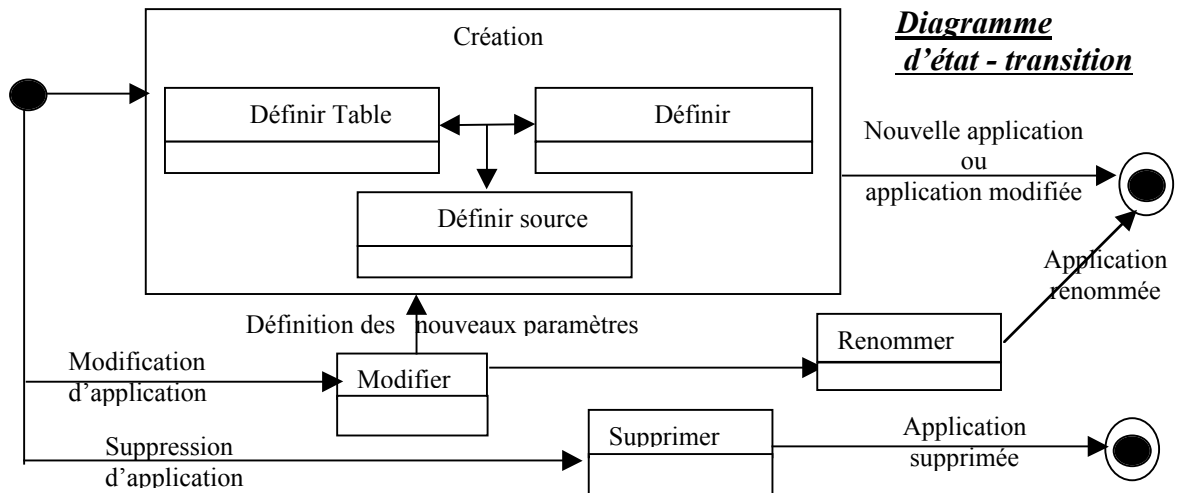 Diagramme
d'état - transition
Création
Définir Table
Définir
Définir source
Nouvelle application
ou
application modifiée
Application
renommée
Définition des nouveaux paramètres
Renommer
Modification
d'application
Modifier
Suppression
d'application
Supprimer
Application
supprimée